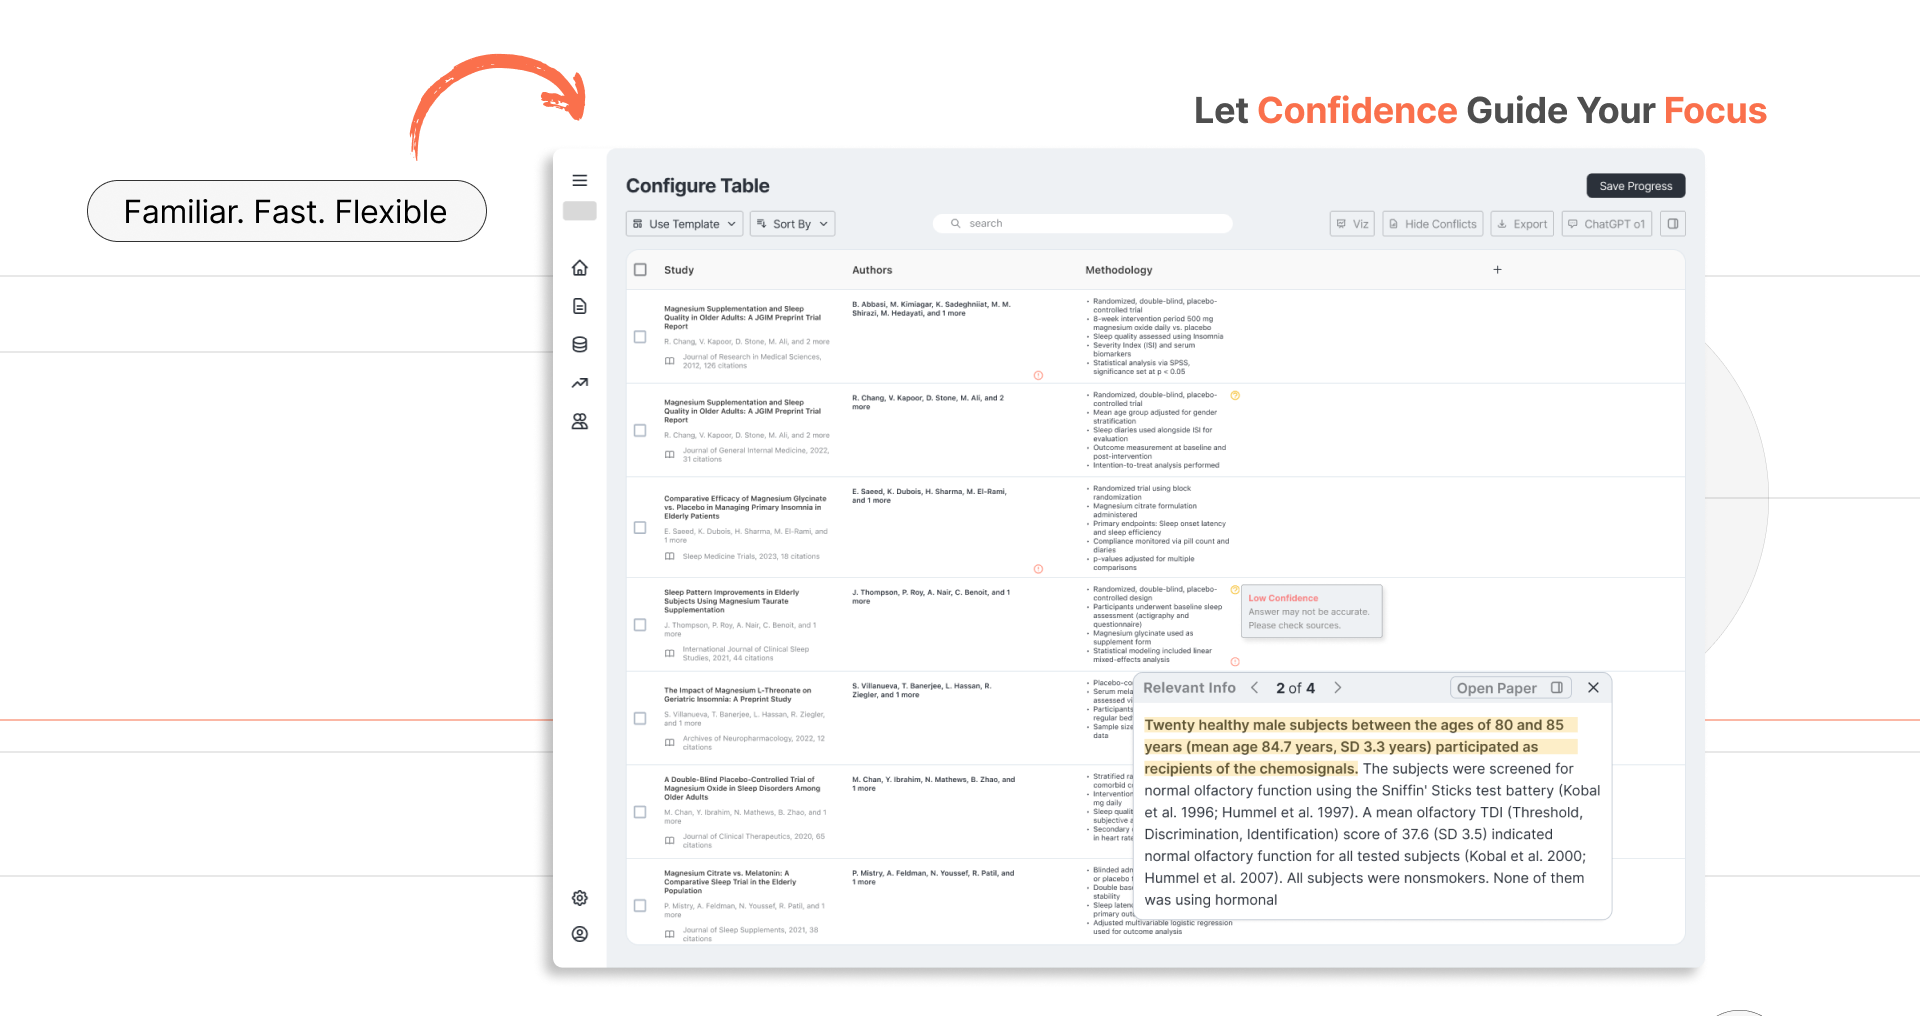 Let Confidence Guide Your Focus
Familiar. Fast. Flexible
Configure Table
Save Progress
Use Template
Sort By
search
Viz
Hide Conflicts
Export
ChatGPT o1
Study
Authors
Methodology
+
Magnesium Supplementation and Sleep
Quality in Older Adults: A JGIM Preprint Trial
Report
R. Chang, V. Kapoor, D. Stone, M. Ali, and 2 more
Journal of Research in Medical Sciences,
2012, 126 citations
B. Abbasi, M. Kimiagar, K. Sadeghniiat, M. M.
Shirazi, M. Hedayati, and 1 more
• Randomized, double-blind, placebo-
controlled trial
• 8-week intervention period 500 mg
magnesium oxide daily vs. placebo
• Sleep quality assessed using Insomnia
• Severity Index (ISI) and serum
biomarkers
• Statistical analysis via SPSS,
significance set at p < 0.05
Magnesium Supplementation and Sleep
Quality in Older Adults: A JGIM Preprint Trial
Report
R. Chang, V. Kapoor, D. Stone, M. Ali, and 2 more
Journal of General Internal Medicine, 2022,
31 citations
R. Chang, V. Kapoor, D. Stone, M. Ali, and 2
more
• Randomized, double-blind, placebo-
controlled trial
• Mean age group adjusted for gender
stratification
• Sleep diaries used alongside ISI for
evaluation
• Outcome measurement at baseline and
post-intervention
• Intention-to-treat analysis performed
Comparative Efficacy of Magnesium Glycinate
vs. Placebo in Managing Primary Insomnia in
Elderly Patients
E. Saeed, K. Dubois, H. Sharma, M. El-Rami, and
1 more
Sleep Medicine Trials, 2023, 18 citations
E. Saeed, K. Dubois, H. Sharma, M. El-Rami,
and 1 more
• Randomized trial using block
randomization
• Magnesium citrate formulation
administered
• Primary endpoints: Sleep onset latency
and sleep efficiency
• Compliance monitored via pill count and
diaries
• p-values adjusted for multiple
comparisons
Sleep Pattern Improvements in Elderly
Subjects Using Magnesium Taurate
Supplementation
J. Thompson, P. Roy, A. Nair, C. Benoit, and 1
more
International Journal of Clinical Sleep
Studies, 2021, 44 citations
J. Thompson, P. Roy, A. Nair, C. Benoit, and 1
more
• Randomized, double-blind, placebo-
controlled design
• Participants underwent baseline sleep
assessment (actigraphy and
questionnaire)
• Magnesium glycinate used as
supplement form
• Statistical modeling included linear
mixed-effects analysis
Low Confidence
Answer may not be accurate.
Please check sources.
The Impact of Magnesium L-Threonate on
Geriatric Insomnia: A Preprint Study
S. Villanueva, T. Banerjee, L. Hassan, R. Ziegler,
and 1 more
Archives of Neuropharmacology, 2022, 12
citations
S. Villanueva, T. Banerjee, L. Hassan, R.
Ziegler, and 1 more
• Placebo-co
• Serum mela
assessed vi
• Participants
regular bed
• Sample size
data
A Double-Blind Placebo-Controlled Trial of
Magnesium Oxide in Sleep Disorders Among
Older Adults
M. Chan, Y. Ibrahim, N. Mathews, B. Zhao, and 1
more
Journal of Clinical Therapeutics, 2020, 65
citations
M. Chan, Y. Ibrahim, N. Mathews, B. Zhao, and
1 more
• Stratified ra
comorbid c
• Intervention
mg daily
• Sleep qualit
subjective a
• Secondary
in heart rate
Magnesium Citrate vs. Melatonin: A
Comparative Sleep Trial in the Elderly
Population
P. Mistry, A. Feldman, N. Youssef, R. Patil, and 1
more
Journal of Sleep Supplements, 2021, 38
citations
P. Mistry, A. Feldman, N. Youssef, R. Patil, and
1 more
• Blinded adm
or placebo
• Double bas
stability
• Sleep laten
primary out
• Adjusted multivariable logistic regression
used for outcome analysis
Relevant Info
2 of 4
Open Paper
Twenty healthy male subjects between the ages of 80 and 85
years (mean age 84.7 years, SD 3.3 years) participated as
recipients of the chemosignals. The subjects were screened for
normal olfactory function using the Sniffin' Sticks test battery (Kobal
et al. 1996; Hummel et al. 1997). A mean olfactory TDI (Threshold,
Discrimination, Identification) score of 37.6 (SD 3.5) indicated
normal olfactory function for all tested subjects (Kobal et al. 2000;
Hummel et al. 2007). All subjects were nonsmokers. None of them
was using hormonal